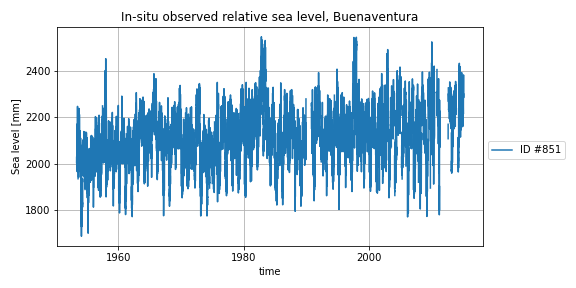 In-situ observed relative sea level, Buenaventura
Sea level [mm]
2400
2200
2000
1800
1960
1980
2000
time
ID #851